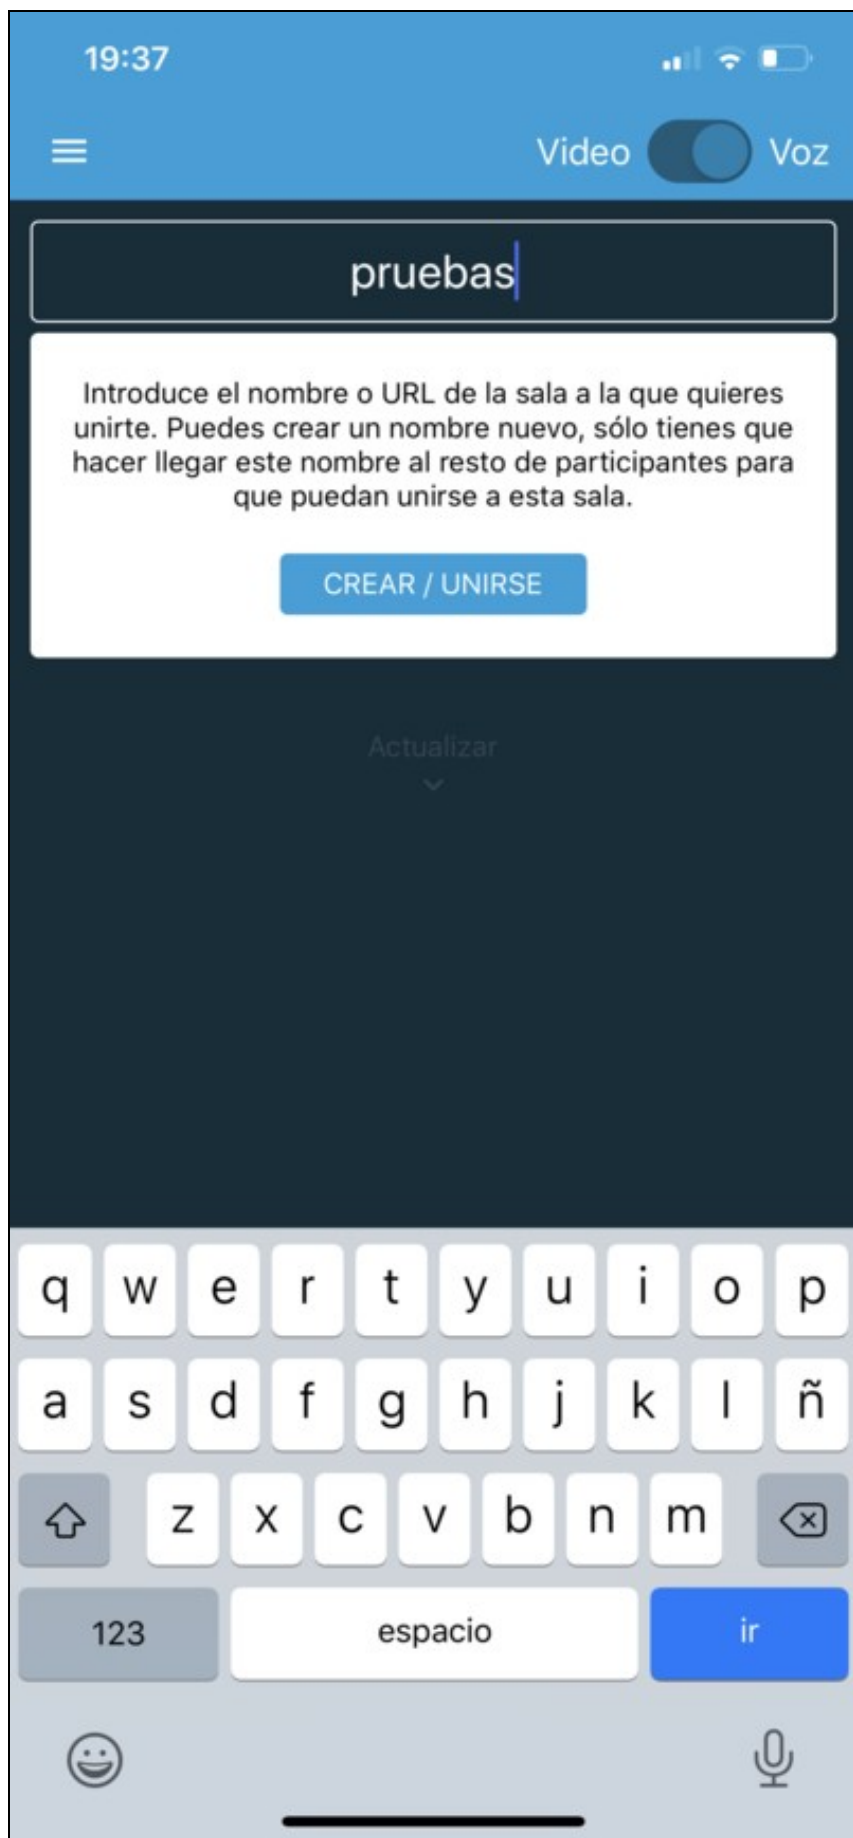 19:37
Video Voz
pruebas
Introduce el nombre o URL de la sala a la que quieres
unirte. Puedes crear un nombre nuevo, sólo tienes que
hacer llegar este nombre al resto de participantes para
que puedan unirse a esta sala.
CREAR / UNIRSE
Actualizar
q w e r t y u i o p
a s d f g h j k l ñ
z x c v b n m
123 espacio ir